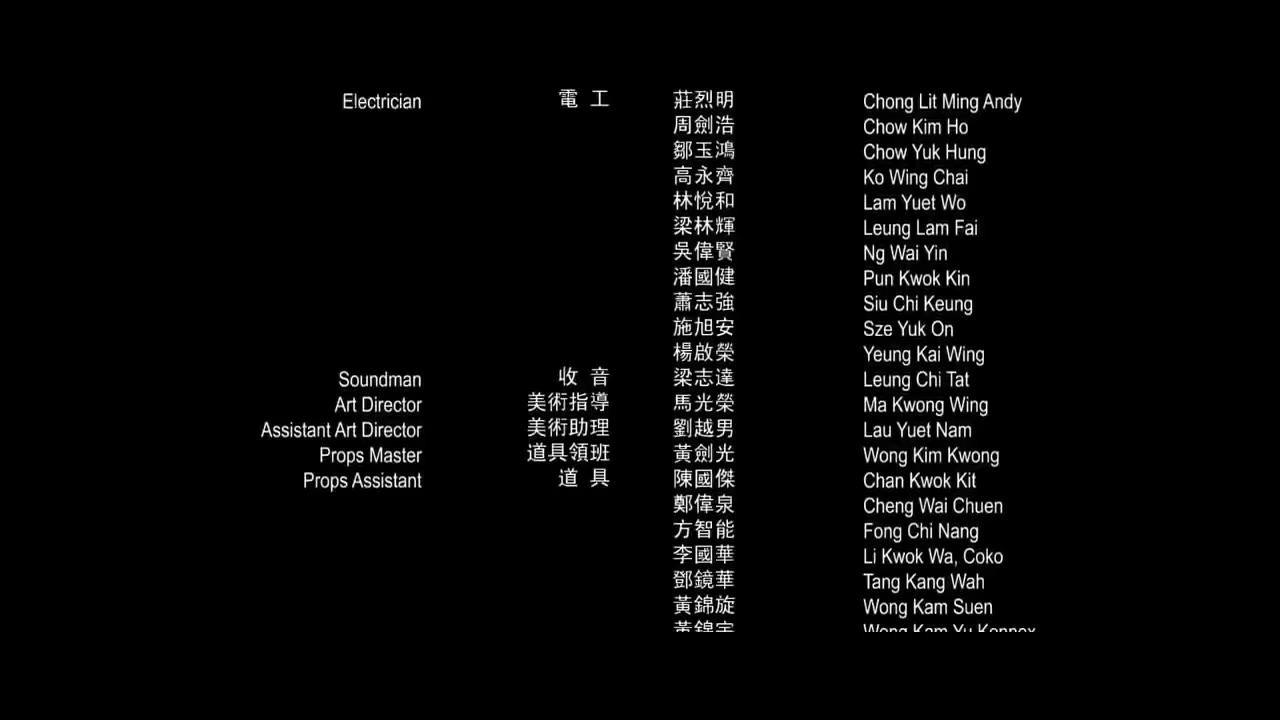 Electrician 電 工 莊烈明 Chong Lit Ming Andy
周劍浩 Chow Kim Ho
鄒玉鴻 Chow Yuk Hung
高永齊 Ko Wing Chai
林悅和 Lam Yuet Wo
梁林輝 Leung Lam Fai
吳偉賢 Ng Wai Yin
潘國健 Pun Kwok Kin
蕭志強 Siu Chi Keung
施旭安 Sze Yuk On
楊啟榮 Yeung Kai Wing
Soundman 收 音 梁志達 Leung Chi Tat
Art Director 美術指導 馬光榮 Ma Kwong Wing
Assistant Art Director 美術助理 劉越男 Lau Yuet Nam
Props Master 道具領班 黃劍光 Wong Kim Kwong
Props Assistant 道 具 陳國傑 Chan Kwok Kit
鄭偉泉 Cheng Wai Chuen
方智能 Fong Chi Nang
李國華 Li Kwok Wa, Coko
鄧鏡華 Tang Kang Wah
黃錦旋 Wong Kam Suen
黃錦宇 Wong Kam Yu Kennex